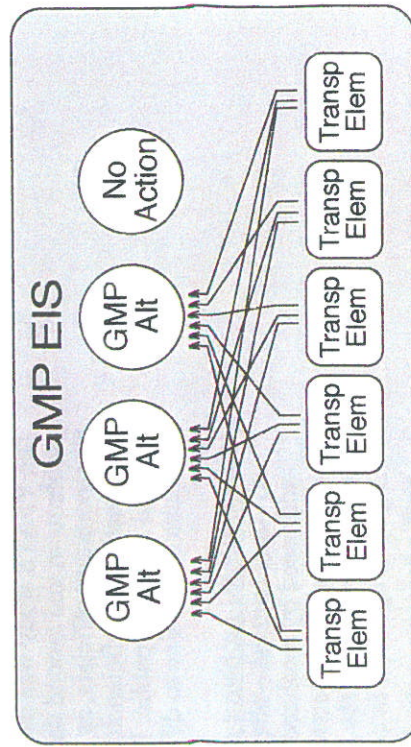 GMP EIS
GMP
Alt
GMP
Alt
GMP
Alt
No
Action
Transp
Elem
Transp
Elem
Transp
Elem
Transp
Elem
Transp
Elem
Transp
Elem